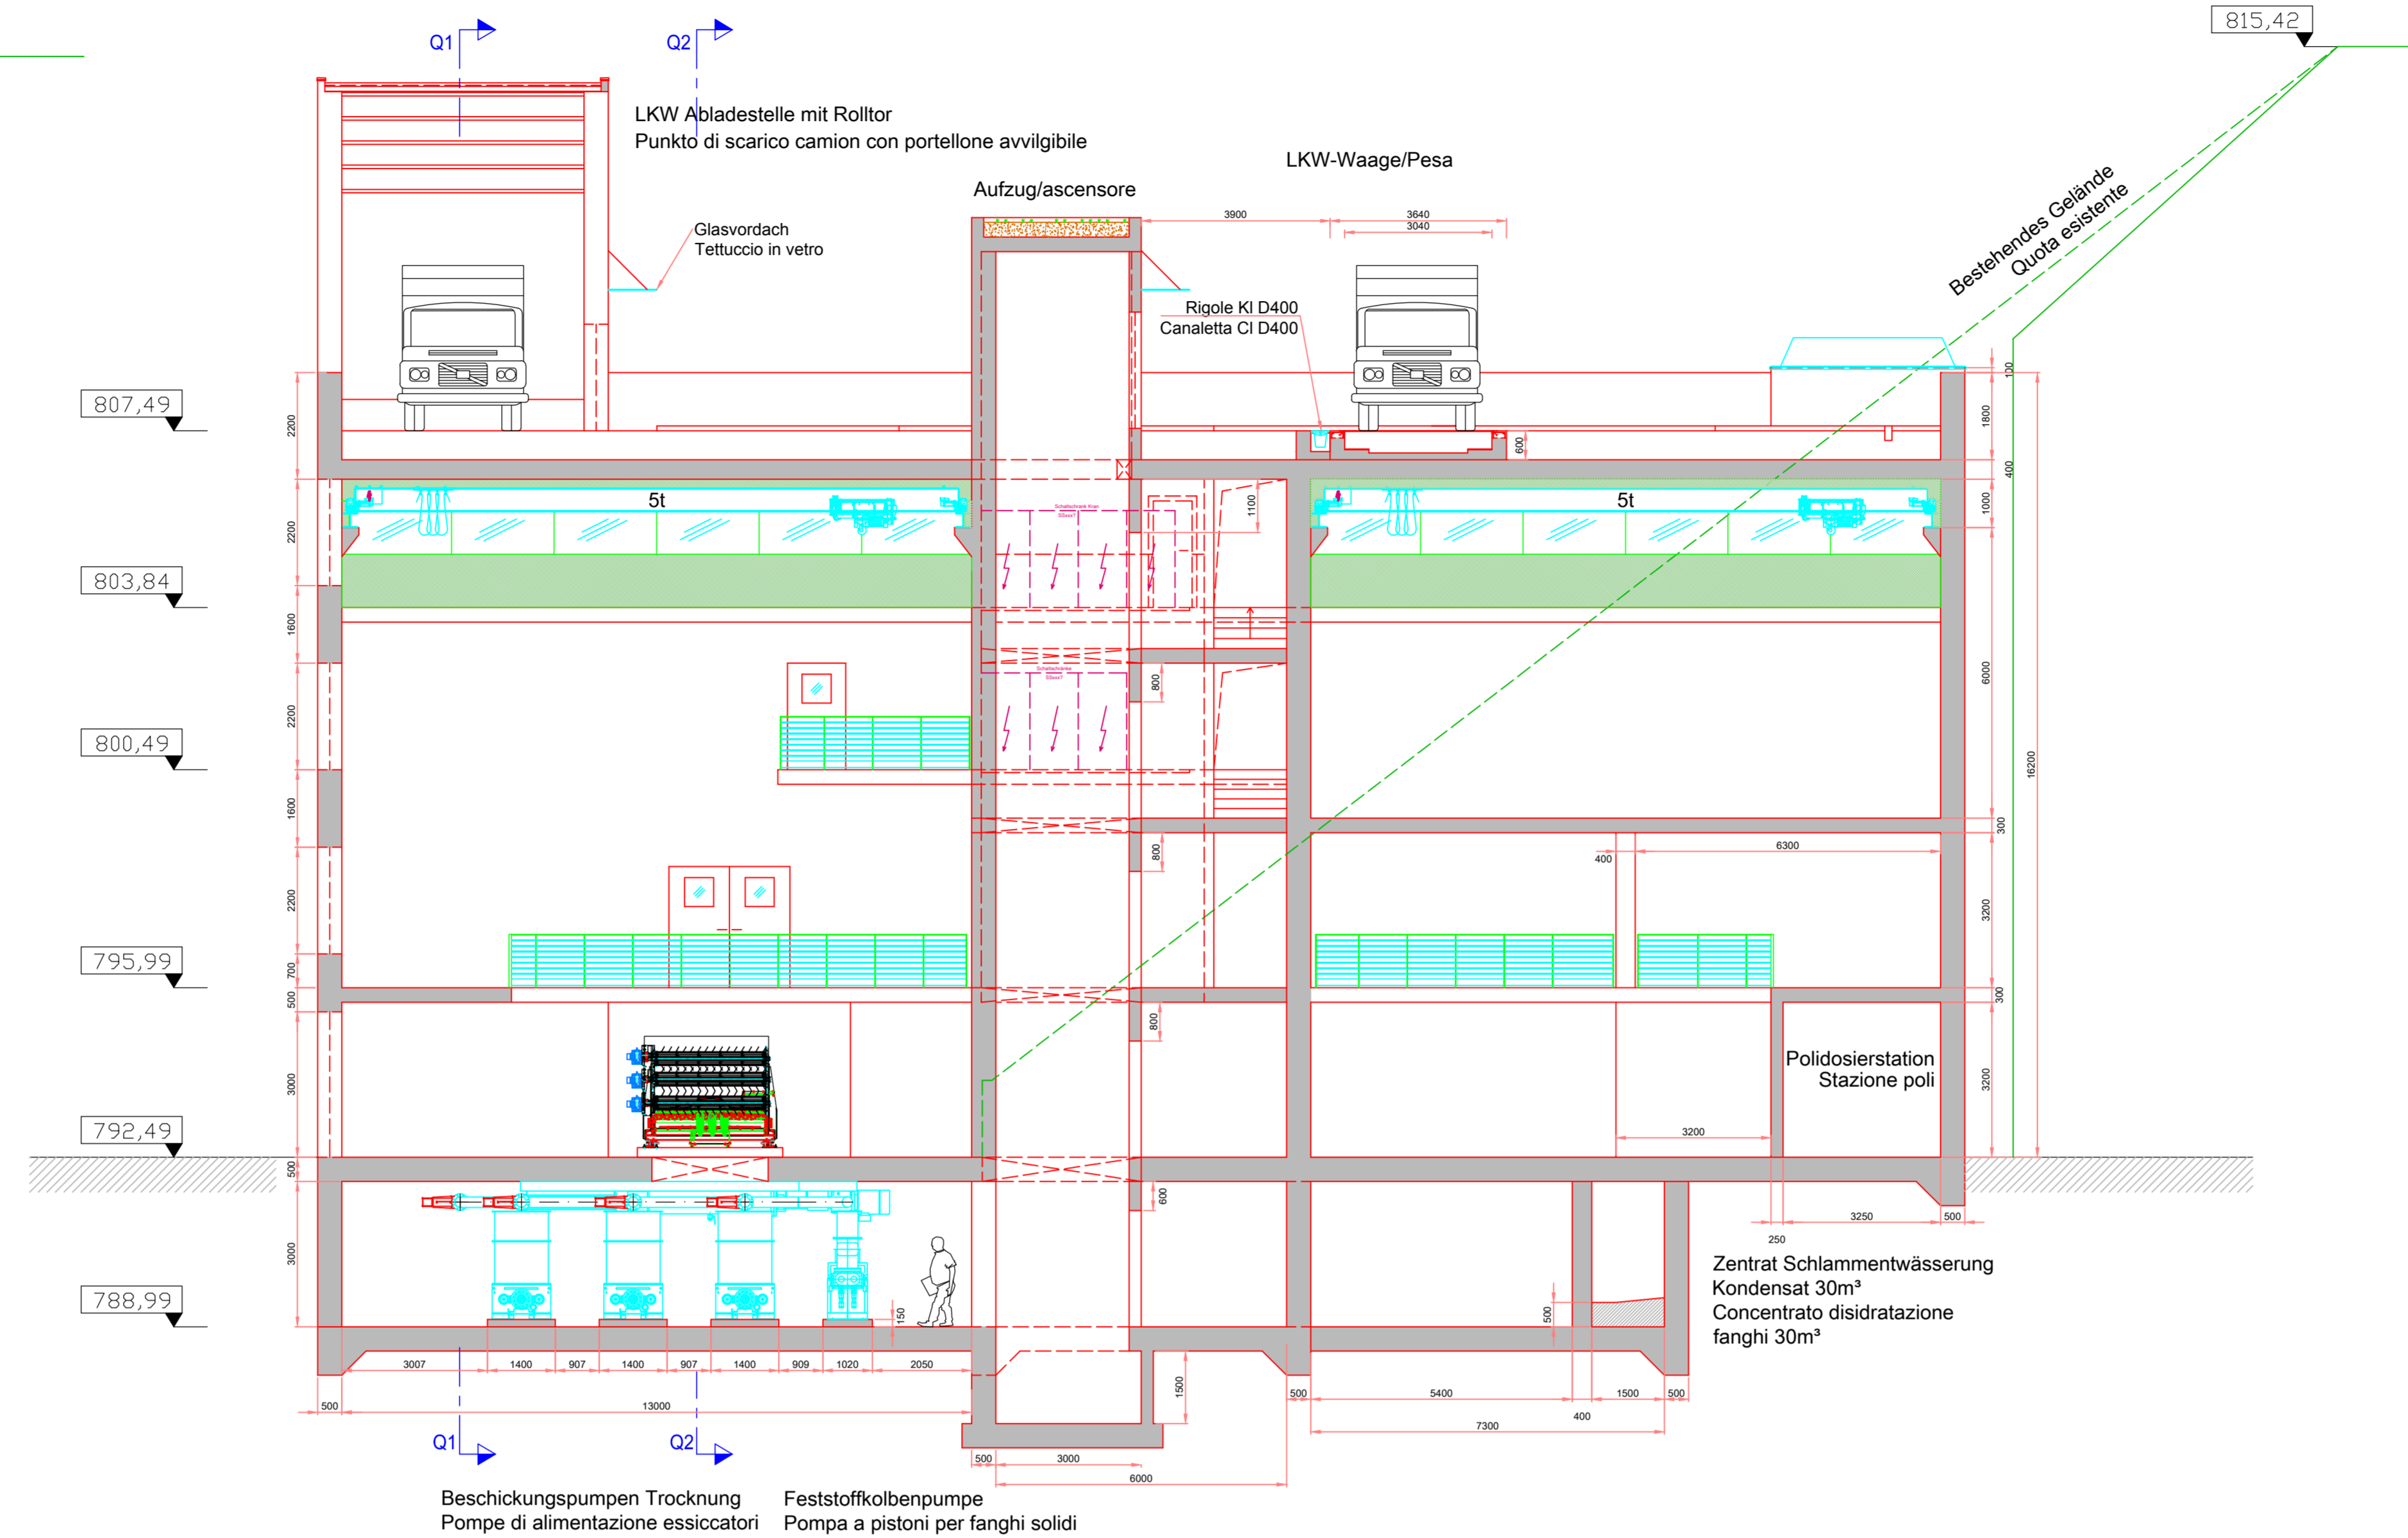 815,42
Q1
Q2
LKW Abladestelle mit Rolltor
Punkto di scarico camion con portellone avvilgibile
LKW-Waage/Pesa
Aufzug/ascensore
3900
3640
3040
Glasvordach
Tettuccio in vetro
Bestehendes Gelände
Quota esistente
Rigole Kl D400
Canaletta Cl D400
807,49
2200
600
100
1800
400
5t
5t
1100
1000
Schaltschrank Kran
SSxxx?
2200
803,84
1600
Schaltschränke
SSxxx?
800
6000
2200
800,49
16200
1600
300
800
400
6300
2200
3200
795,99
700
500
300
800
3000
Polidosierstation
Stazione poli
3200
792,49
3200
500
600
3000
3250
500
250
Zentrat Schlammentwässerung
Kondensat 30m³
Concentrato disidratazione
fanghi 30m³
788,99
150
500
3007
1400
907
1400
907
1400
909
1020
2050
1500
500
13000
500
5400
400
1500
500
7300
Q1
Q2
500
3000
6000
Beschickungspumpen Trocknung
Pompe di alimentazione essiccatori
Feststoffkolbenpumpe
Pompa a pistoni per fanghi solidi